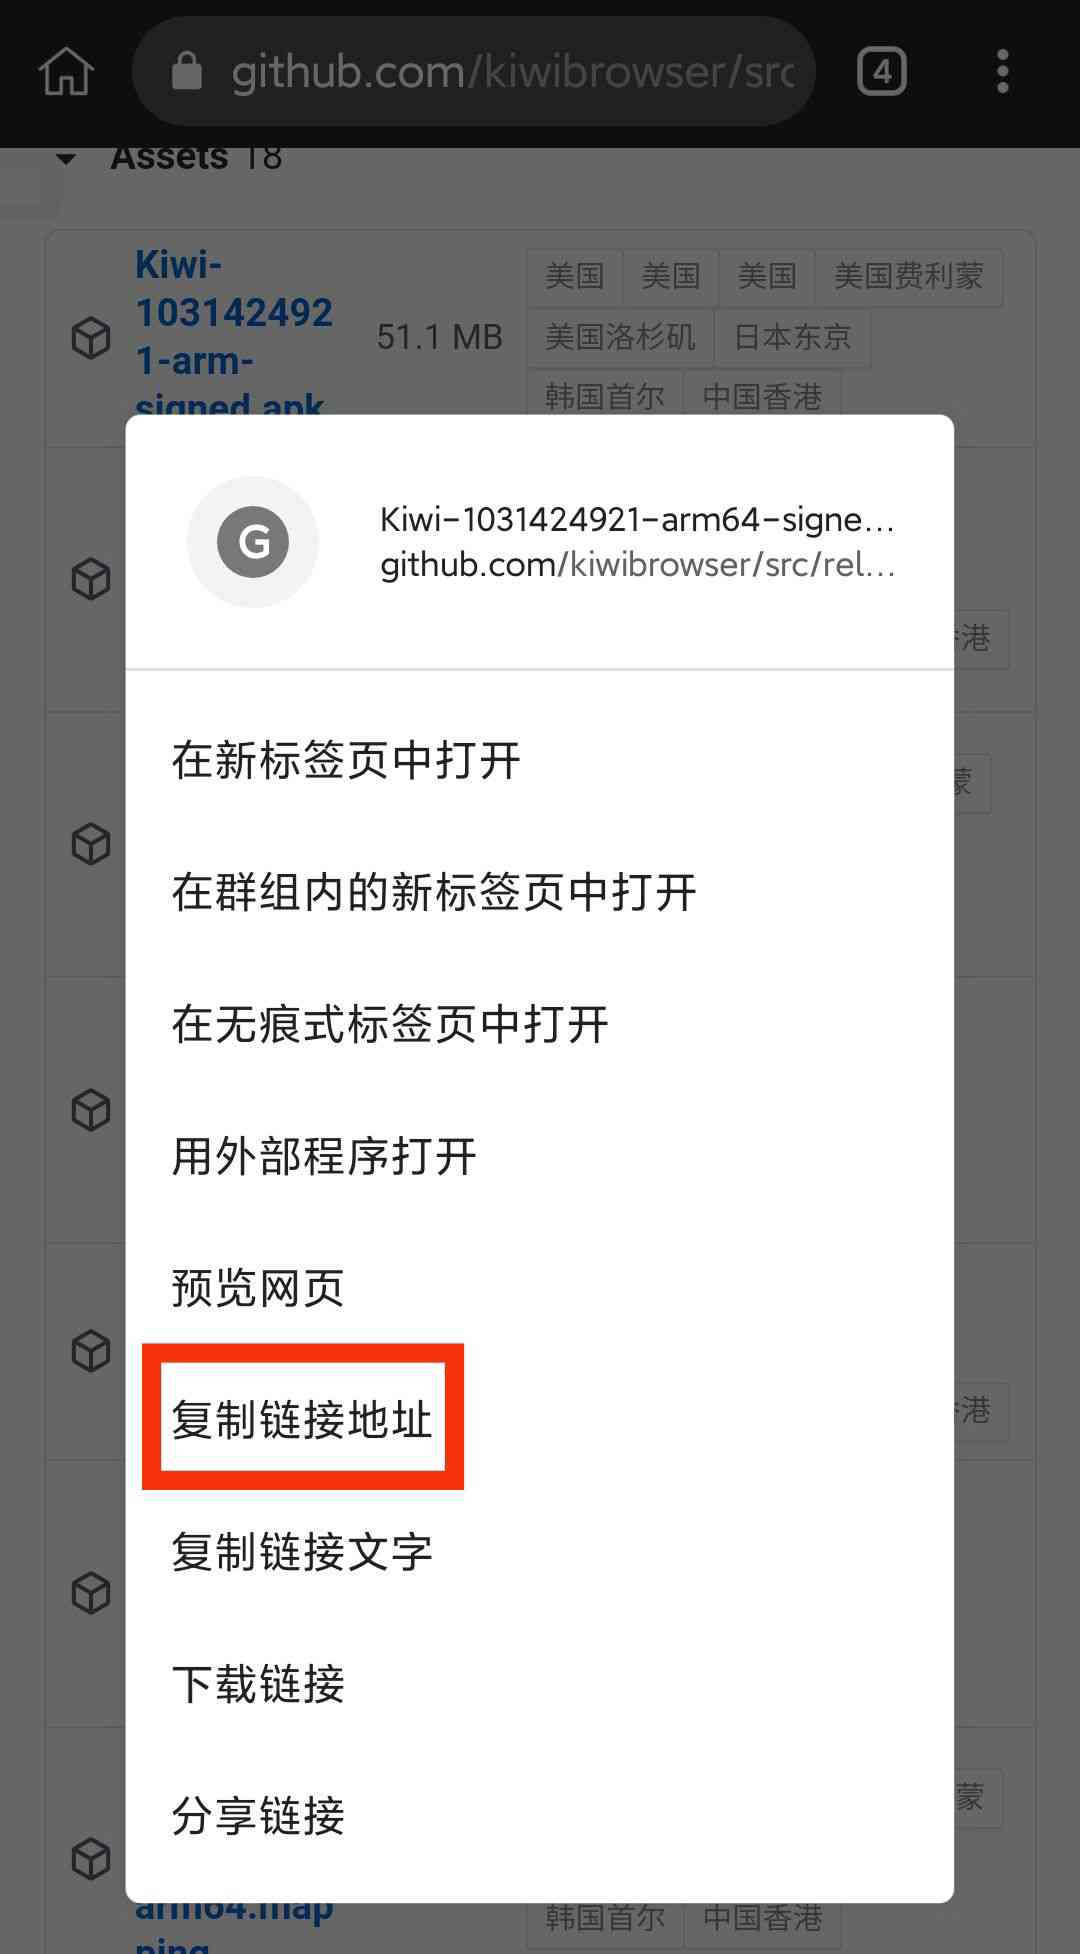 github.com/kiwibrowser/src
4
Assets 18
Kiwi-
103142492
1-arm-
signed.apk
51.1 MB
美国 美国 美国 美国费利蒙
美国洛杉矶 日本东京
韩国首尔 中国香港
G
Kiwi-1031424921-arm64-signe...
github.com/kiwibrowser/src/rel...
港
在新标签页中打开
蒙
在群组内的新标签页中打开
在无痕式标签页中打开
用外部程序打开
预览网页
复制链接地址
港
复制链接文字
下载链接
分享链接
蒙
arm64.map
ping
韩国首尔 中国香港